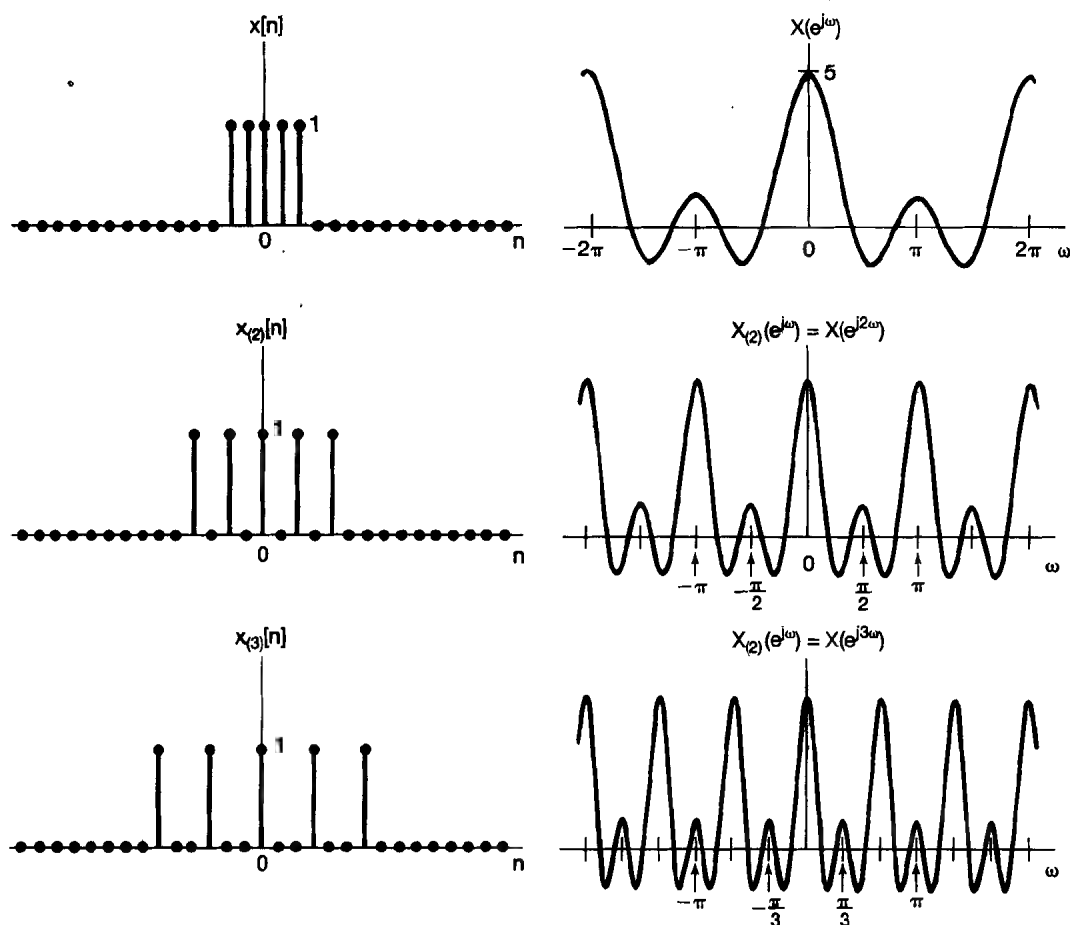 x[n]
X(e^{jω})
1
5
0
n
−2π
−π
0
π
2π
ω
x_{(2)}[n]
X_{(2)}(e^{jω}) = X(e^{j2ω})
1
0
n
0
ω
−π
−π/2
π/2
π
x_{(3)}[n]
X_{(2)}(e^{jω}) = X(e^{j3ω})
1
0
n
0
ω
−π
−π/3
π/3
π